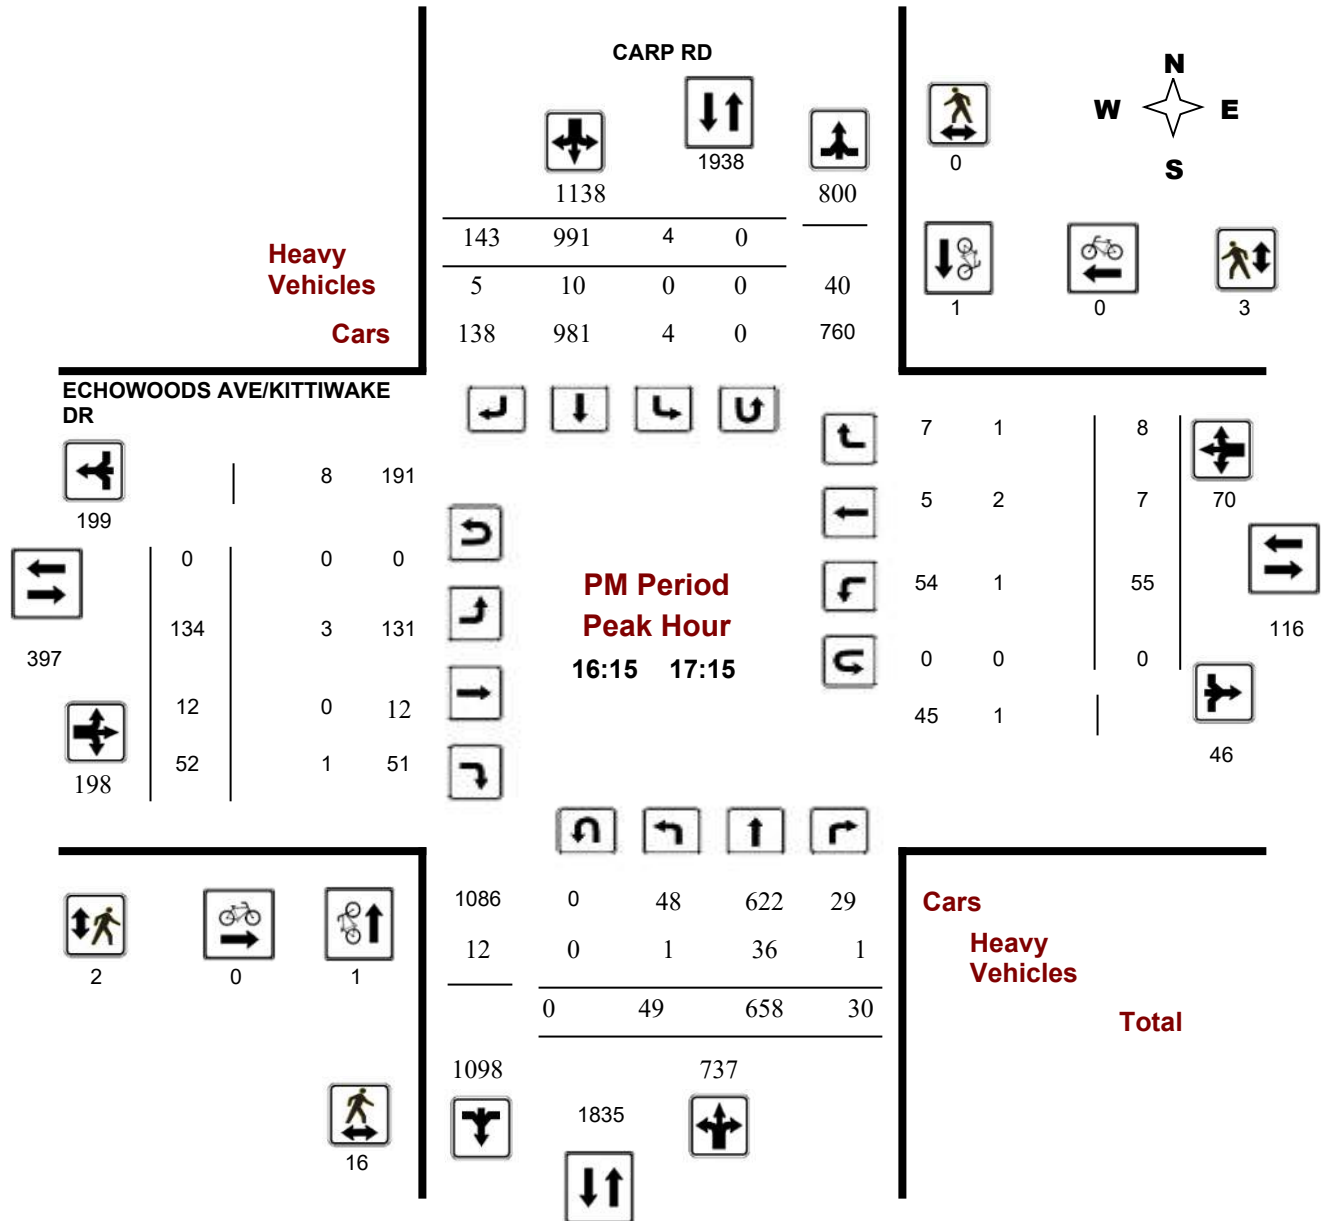 CARP RD
N
W E
S
1938
0
1138
800
143 991 4 0
Heavy
Vehicles
5 10 0 0 40
1 0 3
Cars
138 981 4 0 760
ECHOWOODS AVE/KITTIWAKE
DR
7 1 8
8 191
70
199
5 2 7
0 0 0
PM Period
54 1 55
Peak Hour
134 3 131
116
397
16:15 17:15
0 0 0
12 0 12
45 1
46
52 1 51
198
1086 0 48 622 29
Cars
12 0 1 36 1
Heavy
Vehicles
2 0 1
0 49 658 30
Total
1098 737
1835
16